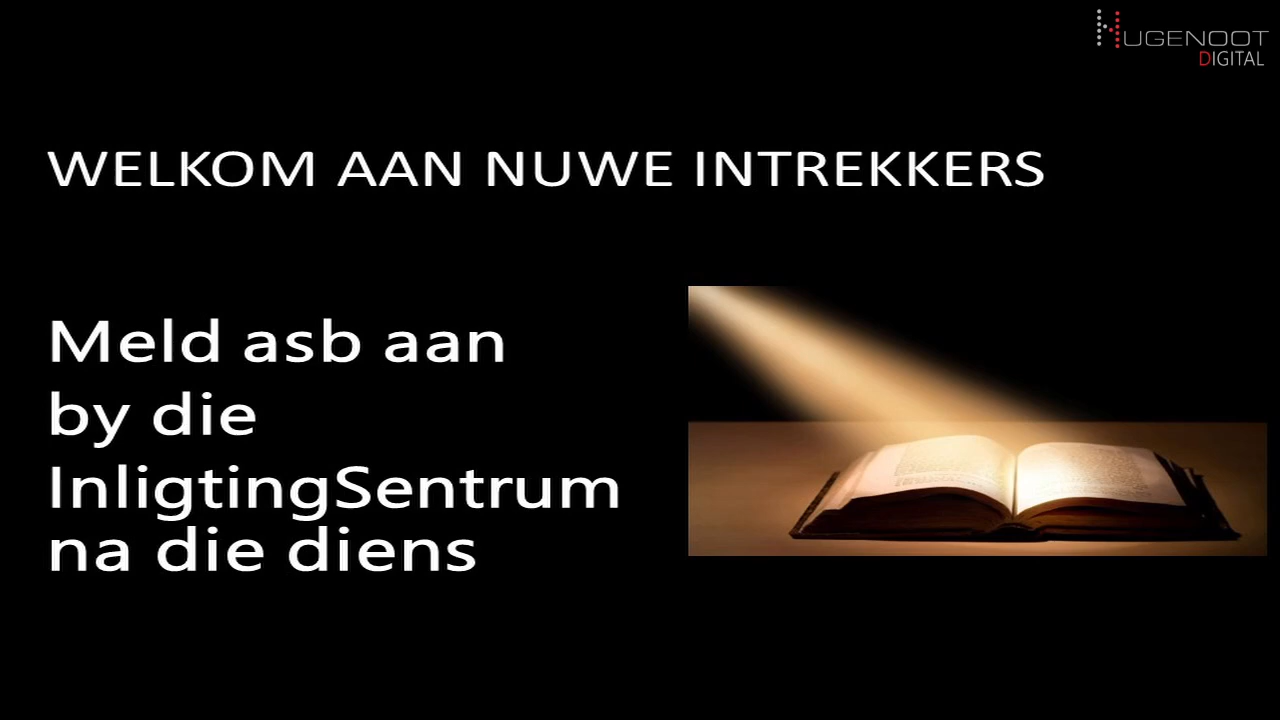 HUGENOOT
DIGITAL
WELKOM AAN NUWE INTREKKERS
Meld asb aan
by die
InligtingSentrum
na die diens